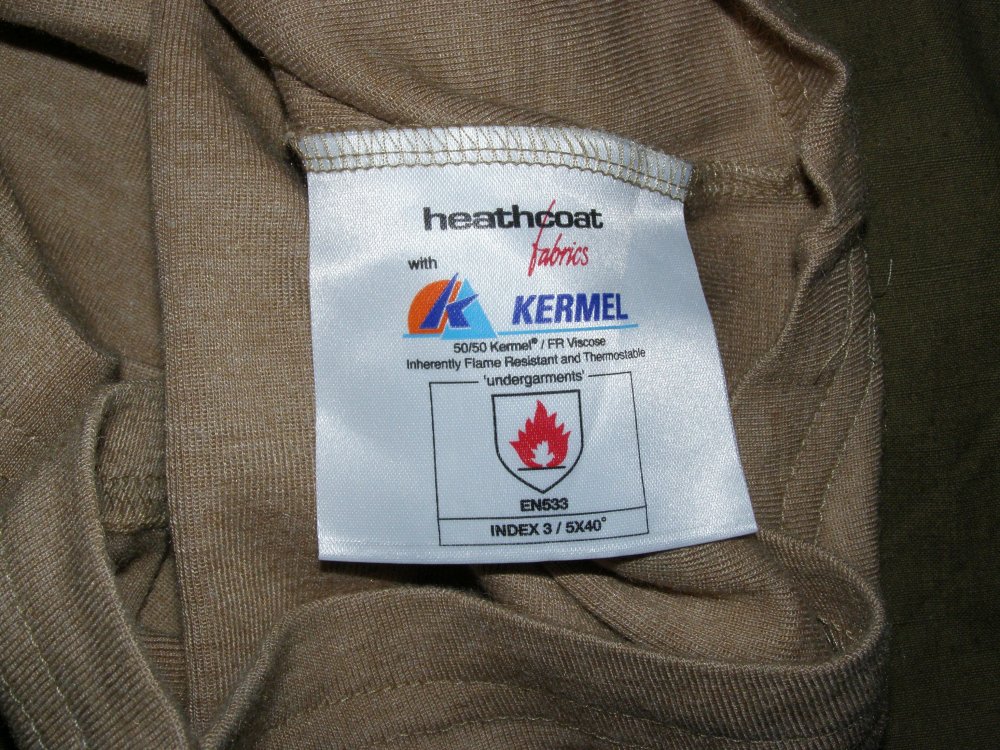 heathcoat
fabrics
with
KERMEL
50/50 Kermel® / FR Viscose
Inherently Flame Resistant and Thermostable
'undergarments'
EN533
INDEX 3 / 5X40°